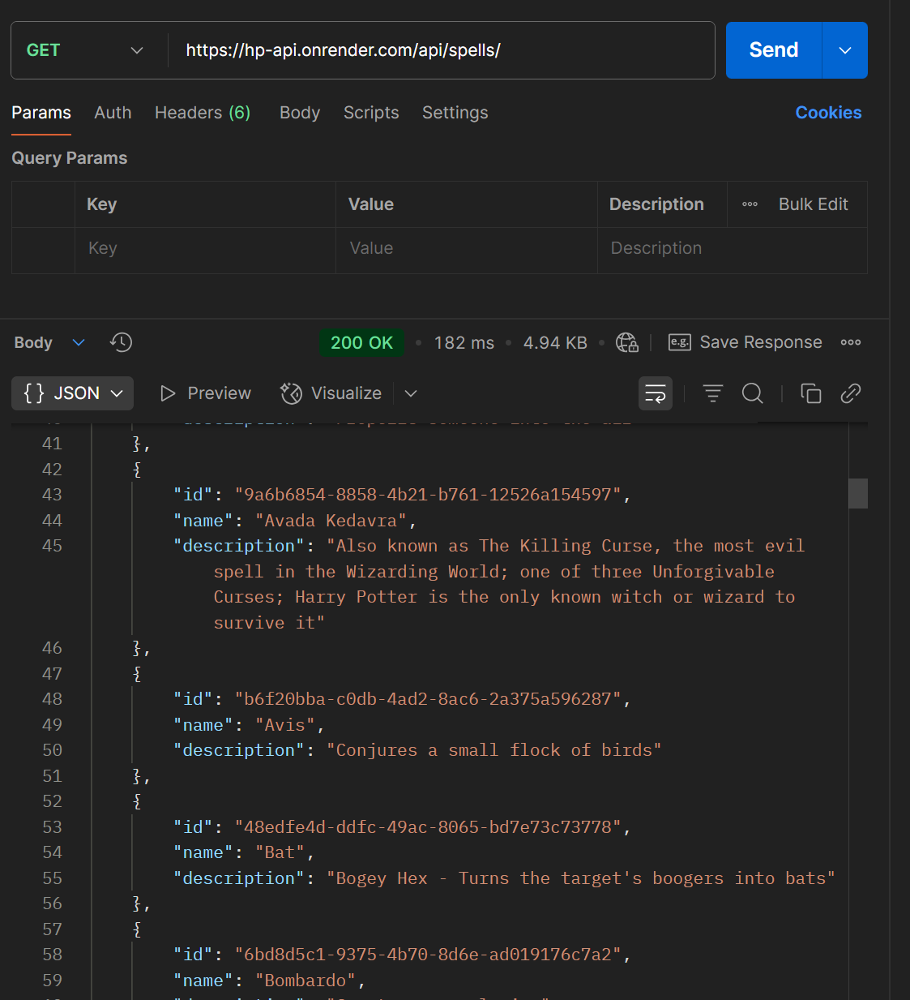 GET https://hp-api.onrender.com/api/spells/ Send
Params Auth Headers (6) Body Scripts Settings Cookies
Query Params
Key Value Description Bulk Edit
Key Value Description
Body 200 OK 182 ms 4.94 KB e.g. Save Response
{} JSON Preview Visualize
41 },
42 {
43 "id": "9a6b6854-8858-4b21-b761-12526a154597",
44 "name": "Avada Kedavra",
45 "description": "Also known as The Killing Curse, the most evil
spell in the Wizarding World; one of three Unforgivable
Curses; Harry Potter is the only known witch or wizard to
survive it"
46 },
47 {
48 "id": "b6f20bba-c0db-4ad2-8ac6-2a375a596287",
49 "name": "Avis",
50 "description": "Conjures a small flock of birds"
51 },
52 {
53 "id": "48edfe4d-ddfc-49ac-8065-bd7e73c73778",
54 "name": "Bat",
55 "description": "Bogey Hex - Turns the target's boogers into bats"
56 },
57 {
58 "id": "6bd8d5c1-9375-4b70-8d6e-ad019176c7a2",
59 "name": "Bombardo",